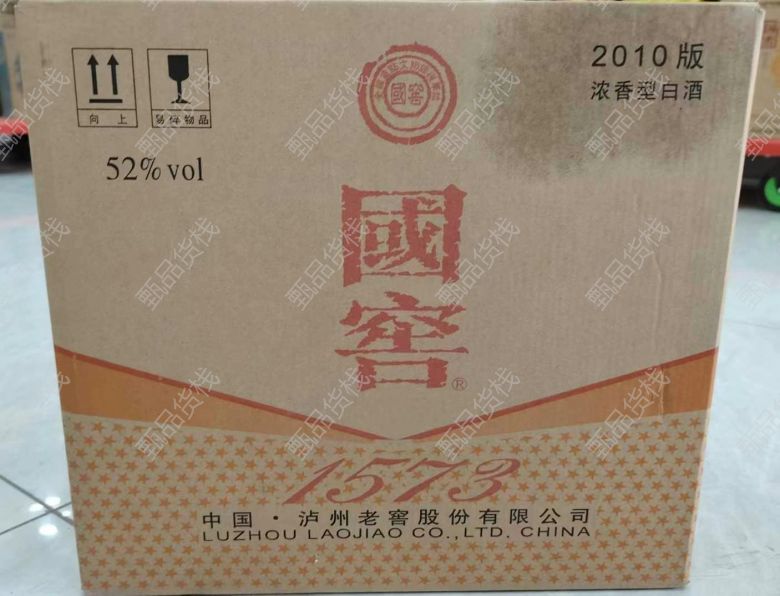 向上
易碎物品
國窖
2010版
浓香型白酒
52%vol
國
窖
®
1573
中国·泸州老窖股份有限公司
LUZHOU LAOJIAO CO.,LTD. CHINA
甄品货栈